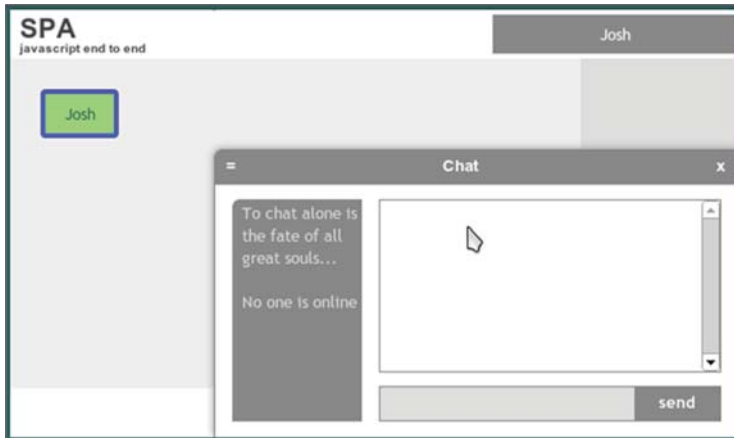 SPA
javascript end to end
Josh
Josh
=
Chat
x
To chat alone is
the fate of all
great souls...
No one is online
send